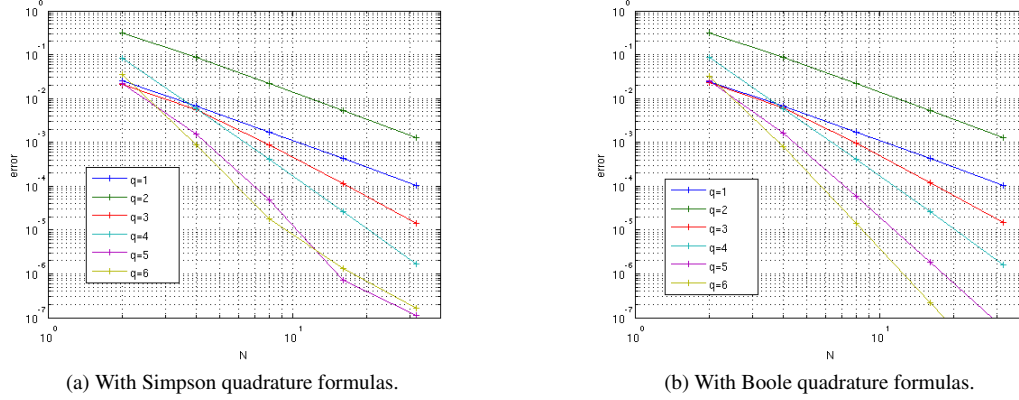 10^0
10^-1
10^-2
10^-3
10^-4
10^-5
10^-6
10^-7
error
q=1
q=2
q=3
q=4
q=5
q=6
10^0
10^1
N
(a) With Simpson quadrature formulas.
10^0
10^-1
10^-2
10^-3
10^-4
10^-5
10^-6
10^-7
error
q=1
q=2
q=3
q=4
q=5
q=6
10^0
10^1
N
(b) With Boole quadrature formulas.